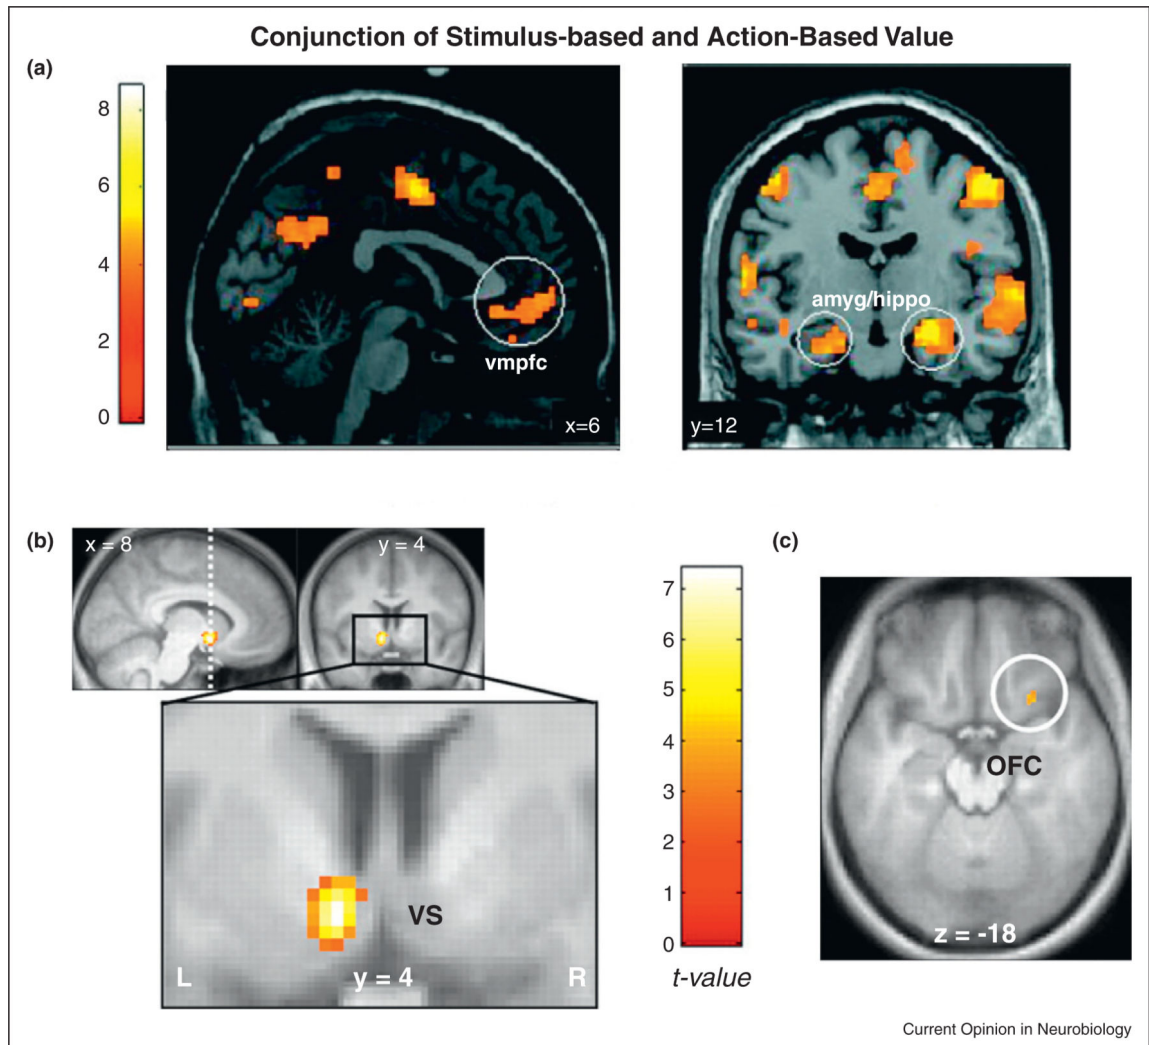 Conjunction of Stimulus-based and Action-Based Value
(a)
8
6
4
2
0
vmpfc
x=6
amyg/hippo
y=12
(b)
x = 8
y = 4
VS
L
y = 4
R
7
6
5
4
3
2
1
0
t-value
(c)
OFC
z = -18
Current Opinion in Neurobiology